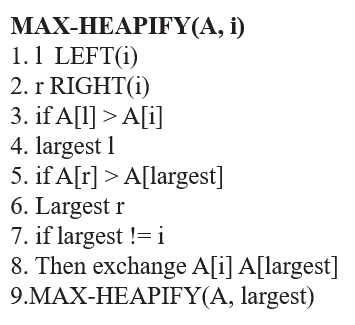 MAX-HEAPIFY(A, i)
1. l LEFT(i)
2. r RIGHT(i)
3. if A[l] > A[i]
4. largest l
5. if A[r] > A[largest]
6. Largest r
7. if largest != i
8. Then exchange A[i] A[largest]
9.MAX-HEAPIFY(A, largest)